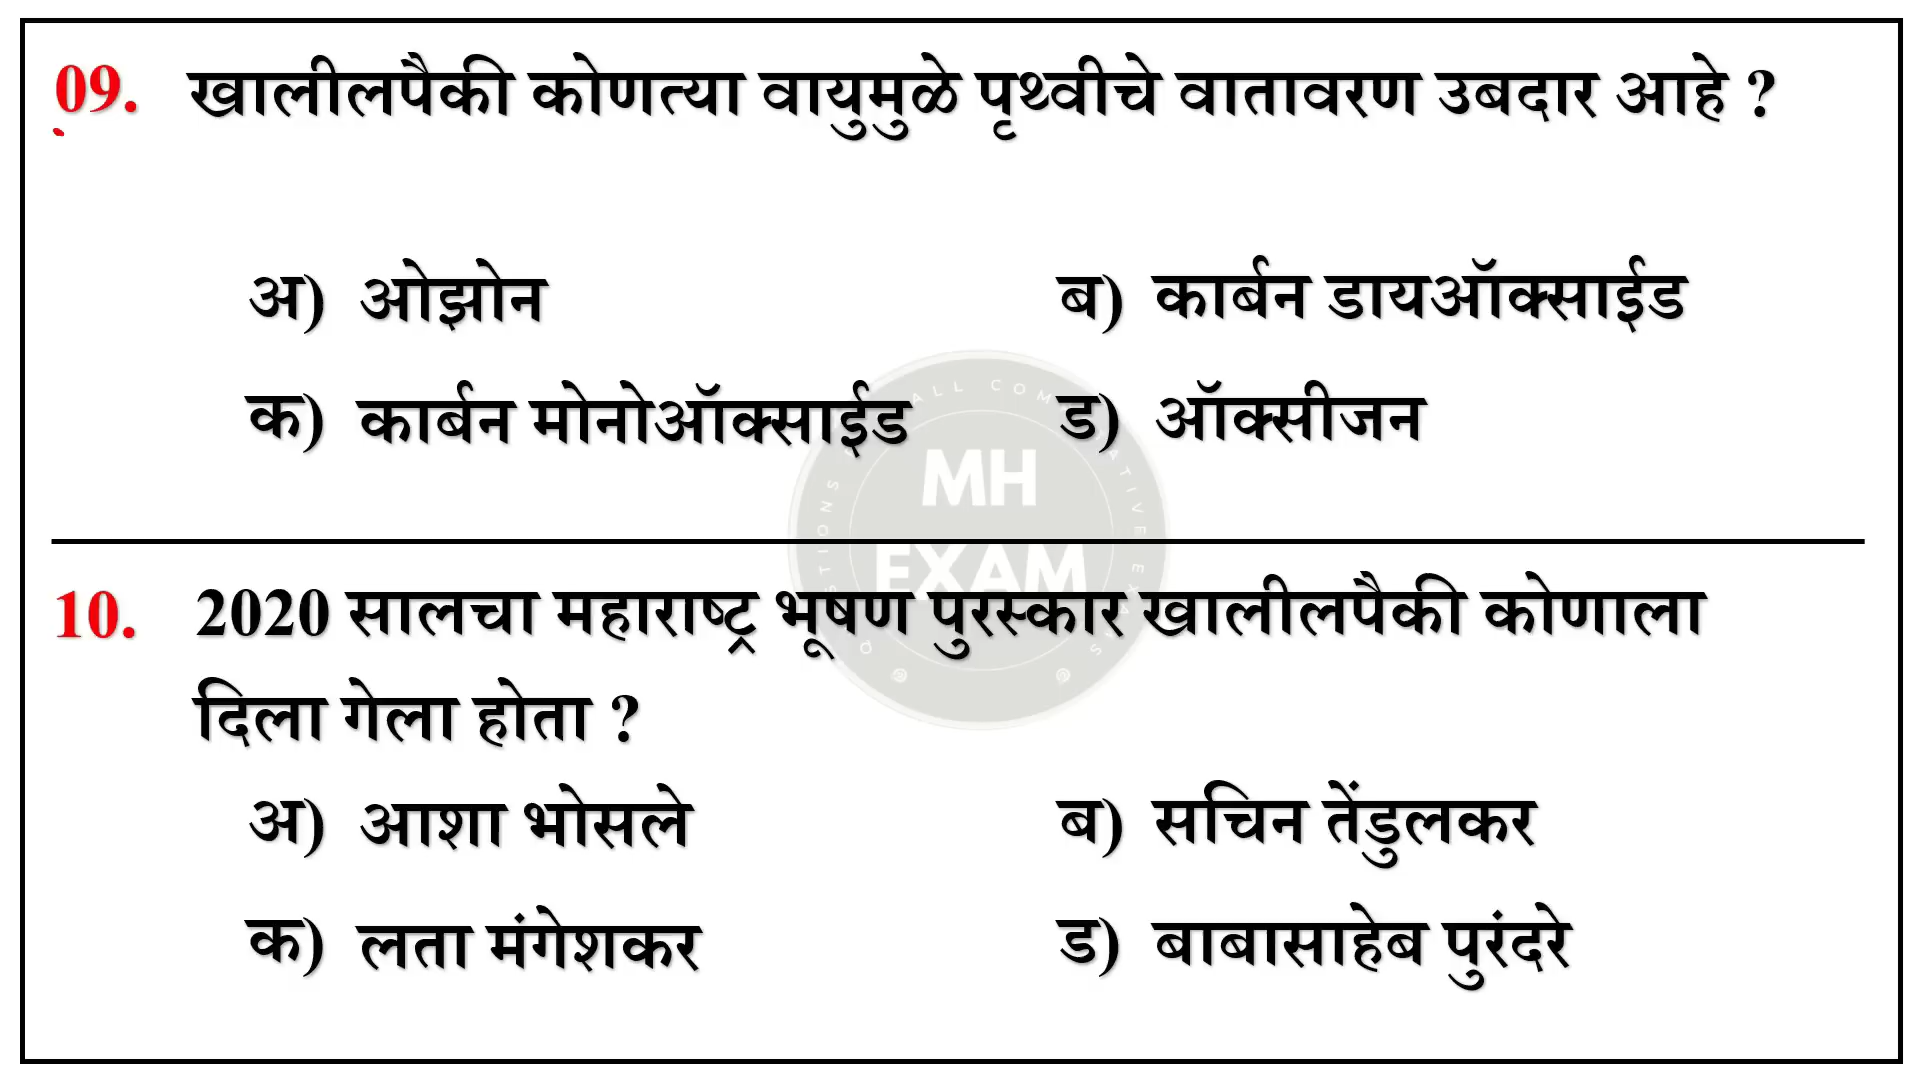 09. खालीलपैकी कोणत्या वायुमुळे पृथ्वीचे वातावरण उबदार आहे ?
अ) ओझोन
ब) कार्बन डायऑक्साईड
क) कार्बन मोनोऑक्साईड
ड) ऑक्सीजन
MH
EXAM
10. 2020 सालचा महाराष्ट्र भूषण पुरस्कार खालीलपैकी कोणाला
दिला गेला होता ?
अ) आशा भोसले
ब) सचिन तेंडुलकर
क) लता मंगेशकर
ड) बाबासाहेब पुरंदरे